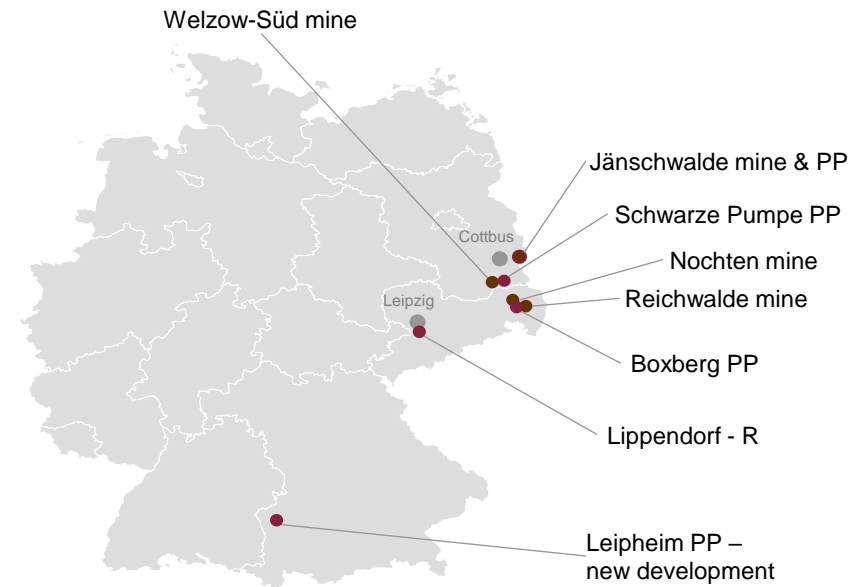 Welzow-Süd mine
Jänschwalde mine & PP
Schwarze Pumpe PP
Cottbus
Nochten mine
Reichwalde mine
Leipzig
Boxberg PP
Lippendorf - R
Leipheim PP –
new development